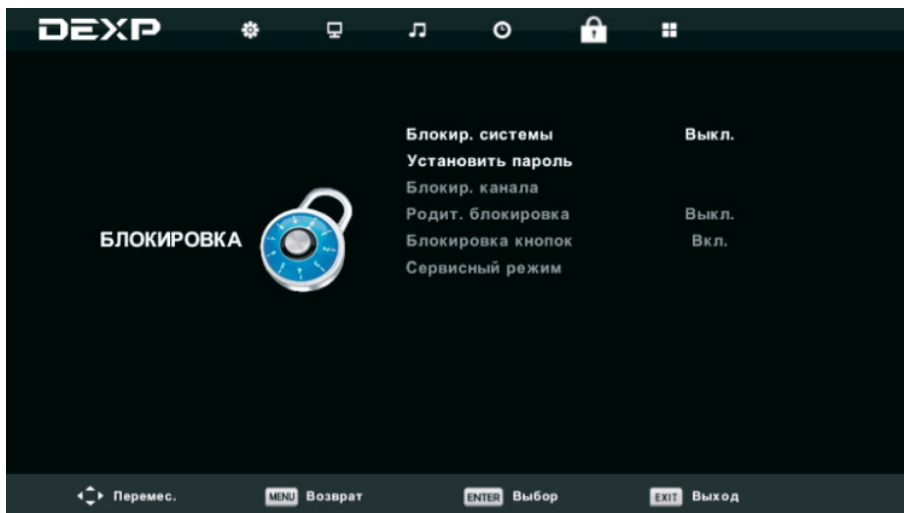 DEXP
Блокир. системы Выкл.
Установить пароль
Блокир. канала
Родит. блокировка Выкл.
БЛОКИРОВКА
Блокировка кнопок Вкл.
Сервисный режим
Перемес. MENU Возврат ENTER Выбор EXIT Выход